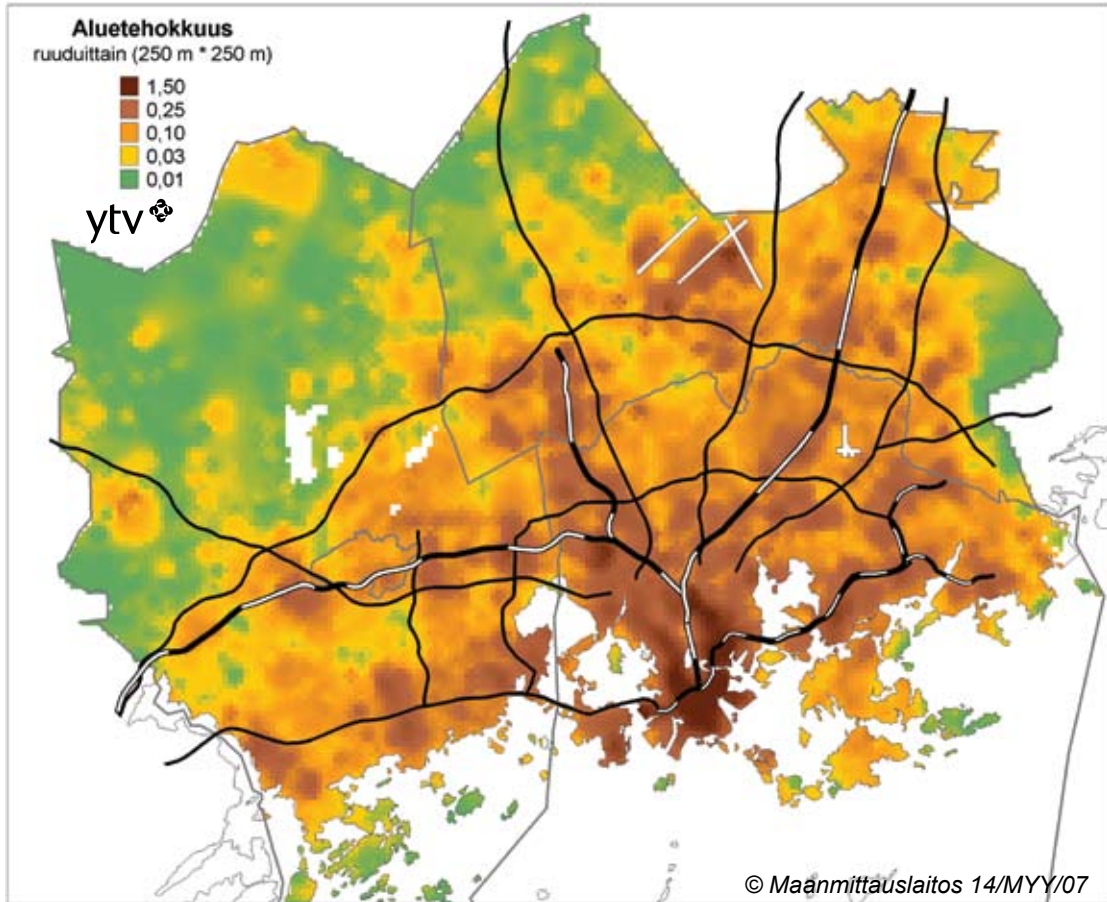 Aluetehokkuus
ruuduittain (250 m * 250 m)
1,50
0,25
0,10
0,03
0,01
ytv
© Maanmittauslaitos 14/MYY/07